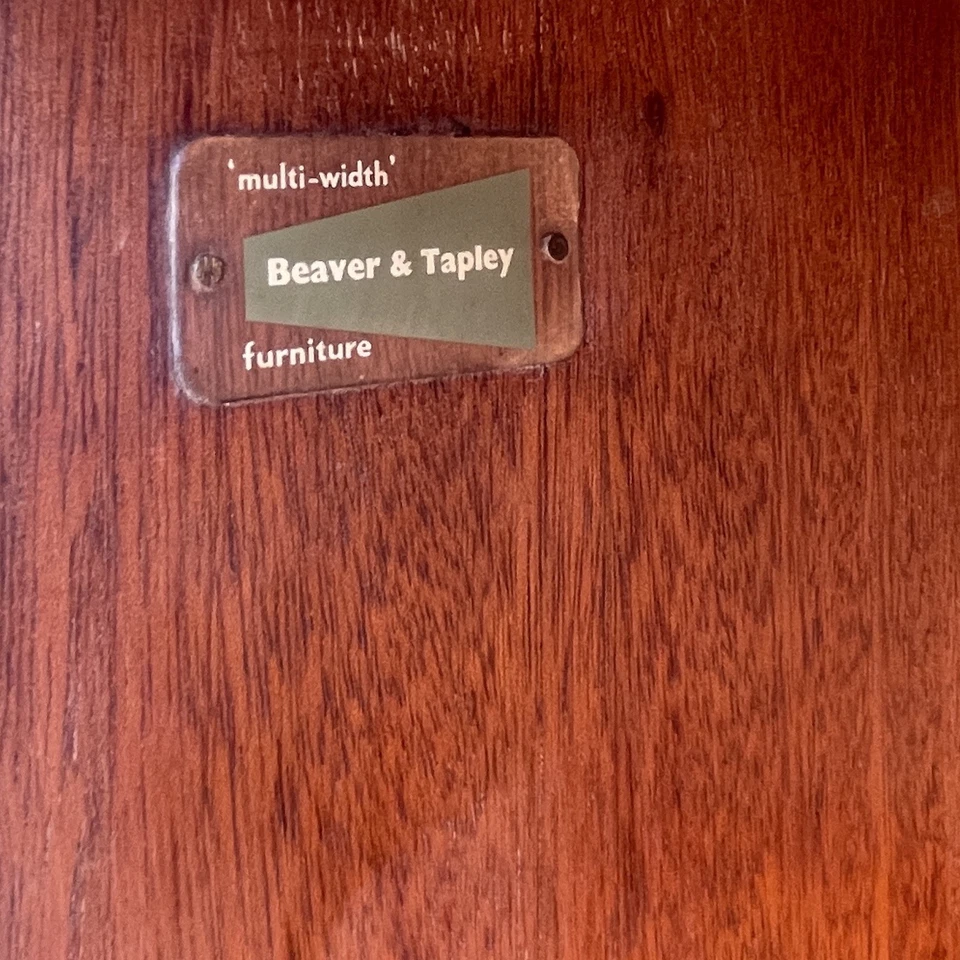 'multi-width'
Beaver & Tapley
furniture